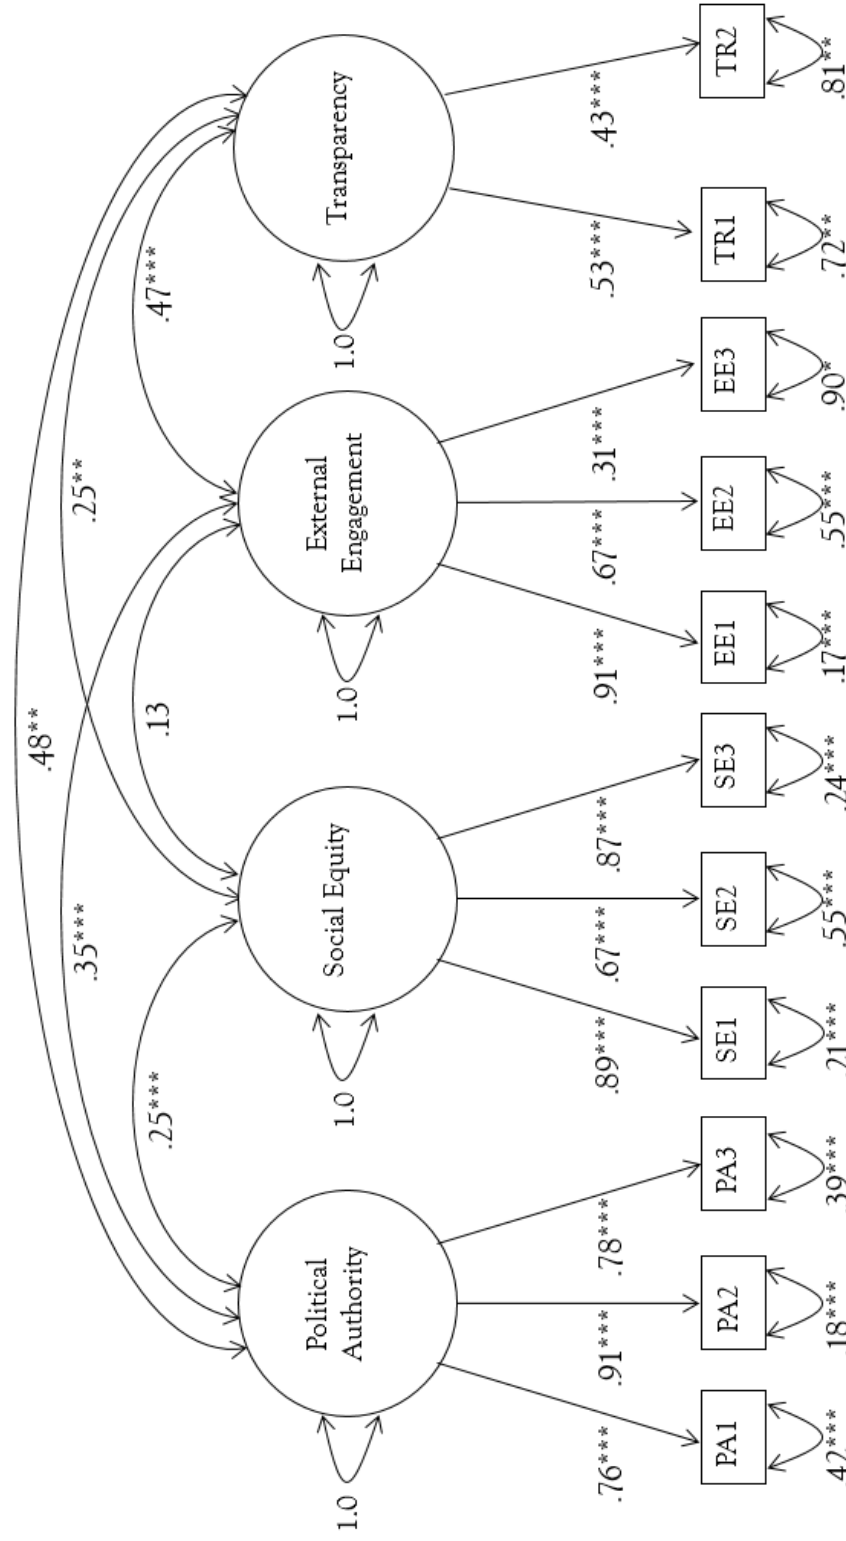 .48**
.35*** .25**
.25*** .13 .47***
Political
Authority
Social Equity
External
Engagement
Transparency
1.0 1.0 1.0 1.0
.76*** .91*** .78*** .89*** .67*** .87*** .91*** .67*** .31*** .53*** .43***
PA1 PA2 PA3 SE1 SE2 SE3 EE1 EE2 EE3 TR1 TR2
.42*** .18*** .39*** .21*** .55*** .24*** .17*** .55*** .90* .72** .81**